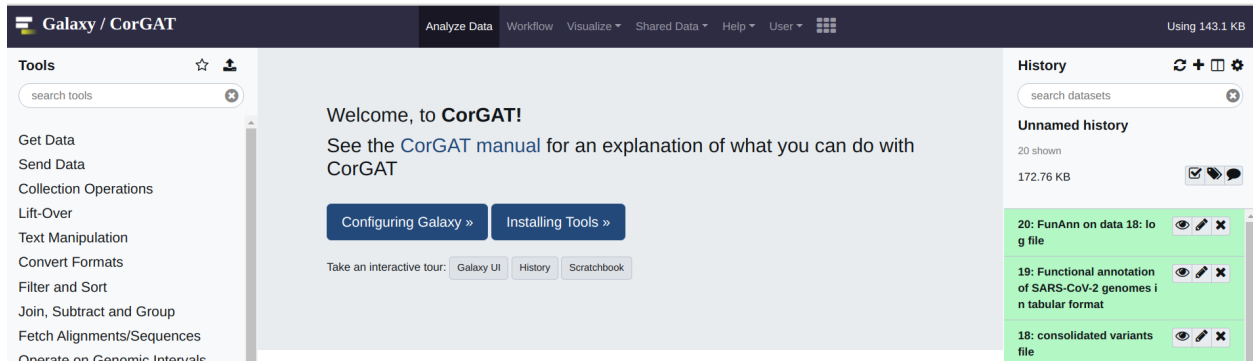 Galaxy / CorGAT
Analyze Data Workflow Visualize Shared Data Help User
Using 143.1 KB
Tools
search tools
Get Data
Send Data
Collection Operations
Lift-Over
Text Manipulation
Convert Formats
Filter and Sort
Join, Subtract and Group
Fetch Alignments/Sequences
Operate on Genomic Intervals
Welcome, to CorGAT!
See the CorGAT manual for an explanation of what you can do with
CorGAT
Configuring Galaxy » Installing Tools »
Take an interactive tour: Galaxy UI History Scratchbook
History
search datasets
Unnamed history
20 shown
172.76 KB
20: FunAnn on data 18: lo
g file
19: Functional annotation
of SARS-CoV-2 genomes i
n tabular format
18: consolidated variants
file